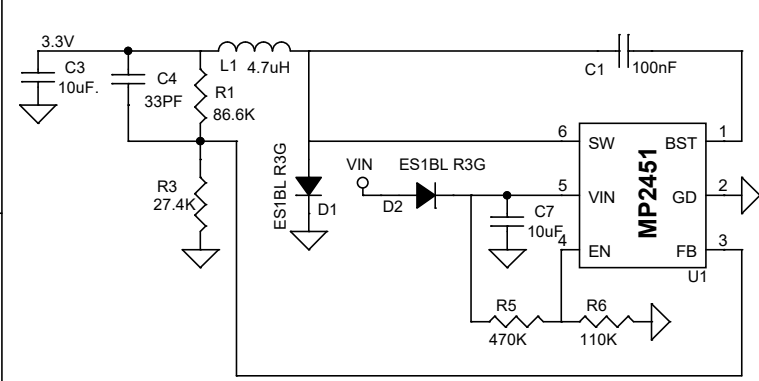 3.3V
C3
10uF.
C4
33PF
L1 4.7uH
R1
86.6K
R3
27.4K
ES1BL R3G
D1
VIN
ES1BL R3G
D2
C7
10uF
C1
100nF
6
5
4
SW
VIN
EN
MP2451
BST
GD
FB
1
2
3
U1
R5
470K
R6
110K